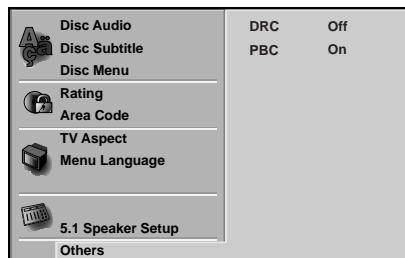 Disc Audio
Disc Subtitle
Disc Menu
Rating
Area Code
TV Aspect
Menu Language
5.1 Speaker Setup
Others
DRC Off
PBC On